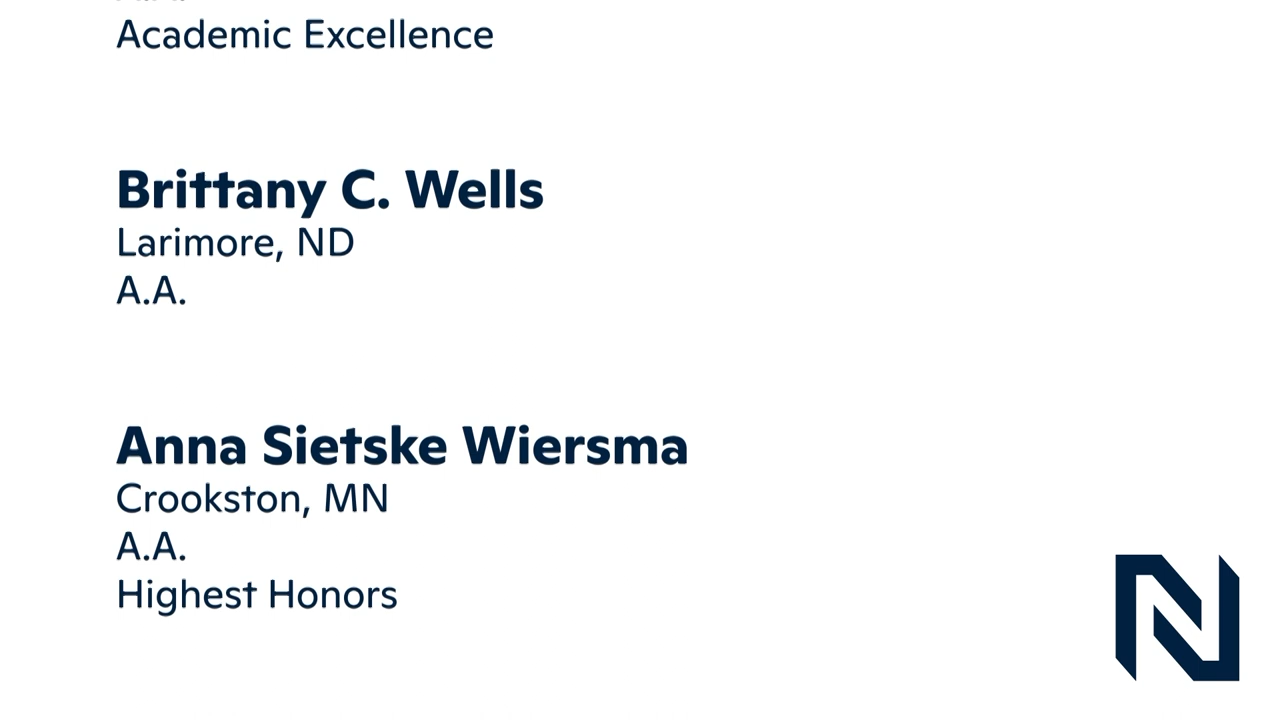 Academic Excellence
Brittany C. Wells
Larimore, ND
A.A.
Anna Sietske Wiersma
Crookston, MN
A.A.
Highest Honors
N